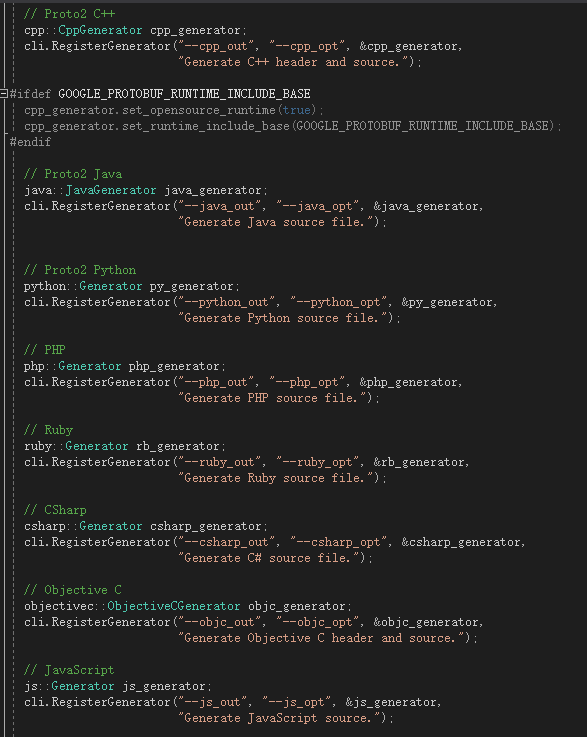 // Proto2 C++
cpp::CppGenerator cpp_generator;
cli.RegisterGenerator("--cpp_out", "--cpp_opt", &cpp_generator,
"Generate C++ header and source.");
#ifdef GOOGLE_PROTOBUF_RUNTIME_INCLUDE_BASE
cpp_generator.set_opensource_runtime(true);
cpp_generator.set_runtime_include_base(GOOGLE_PROTOBUF_RUNTIME_INCLUDE_BASE);
#endif
// Proto2 Java
java::JavaGenerator java_generator;
cli.RegisterGenerator("--java_out", "--java_opt", &java_generator,
"Generate Java source file.");
// Proto2 Python
python::Generator py_generator;
cli.RegisterGenerator("--python_out", "--python_opt", &py_generator,
"Generate Python source file.");
// PHP
php::Generator php_generator;
cli.RegisterGenerator("--php_out", "--php_opt", &php_generator,
"Generate PHP source file.");
// Ruby
ruby::Generator rb_generator;
cli.RegisterGenerator("--ruby_out", "--ruby_opt", &rb_generator,
"Generate Ruby source file.");
// CSharp
csharp::Generator csharp_generator;
cli.RegisterGenerator("--csharp_out", "--csharp_opt", &csharp_generator,
"Generate C# source file.");
// Objective C
objectivec::ObjectiveCGenerator objc_generator;
cli.RegisterGenerator("--objc_out", "--objc_opt", &objc_generator,
"Generate Objective C header and source.");
// JavaScript
js::Generator js_generator;
cli.RegisterGenerator("--js_out", "--js_opt", &js_generator,
"Generate JavaScript source.");